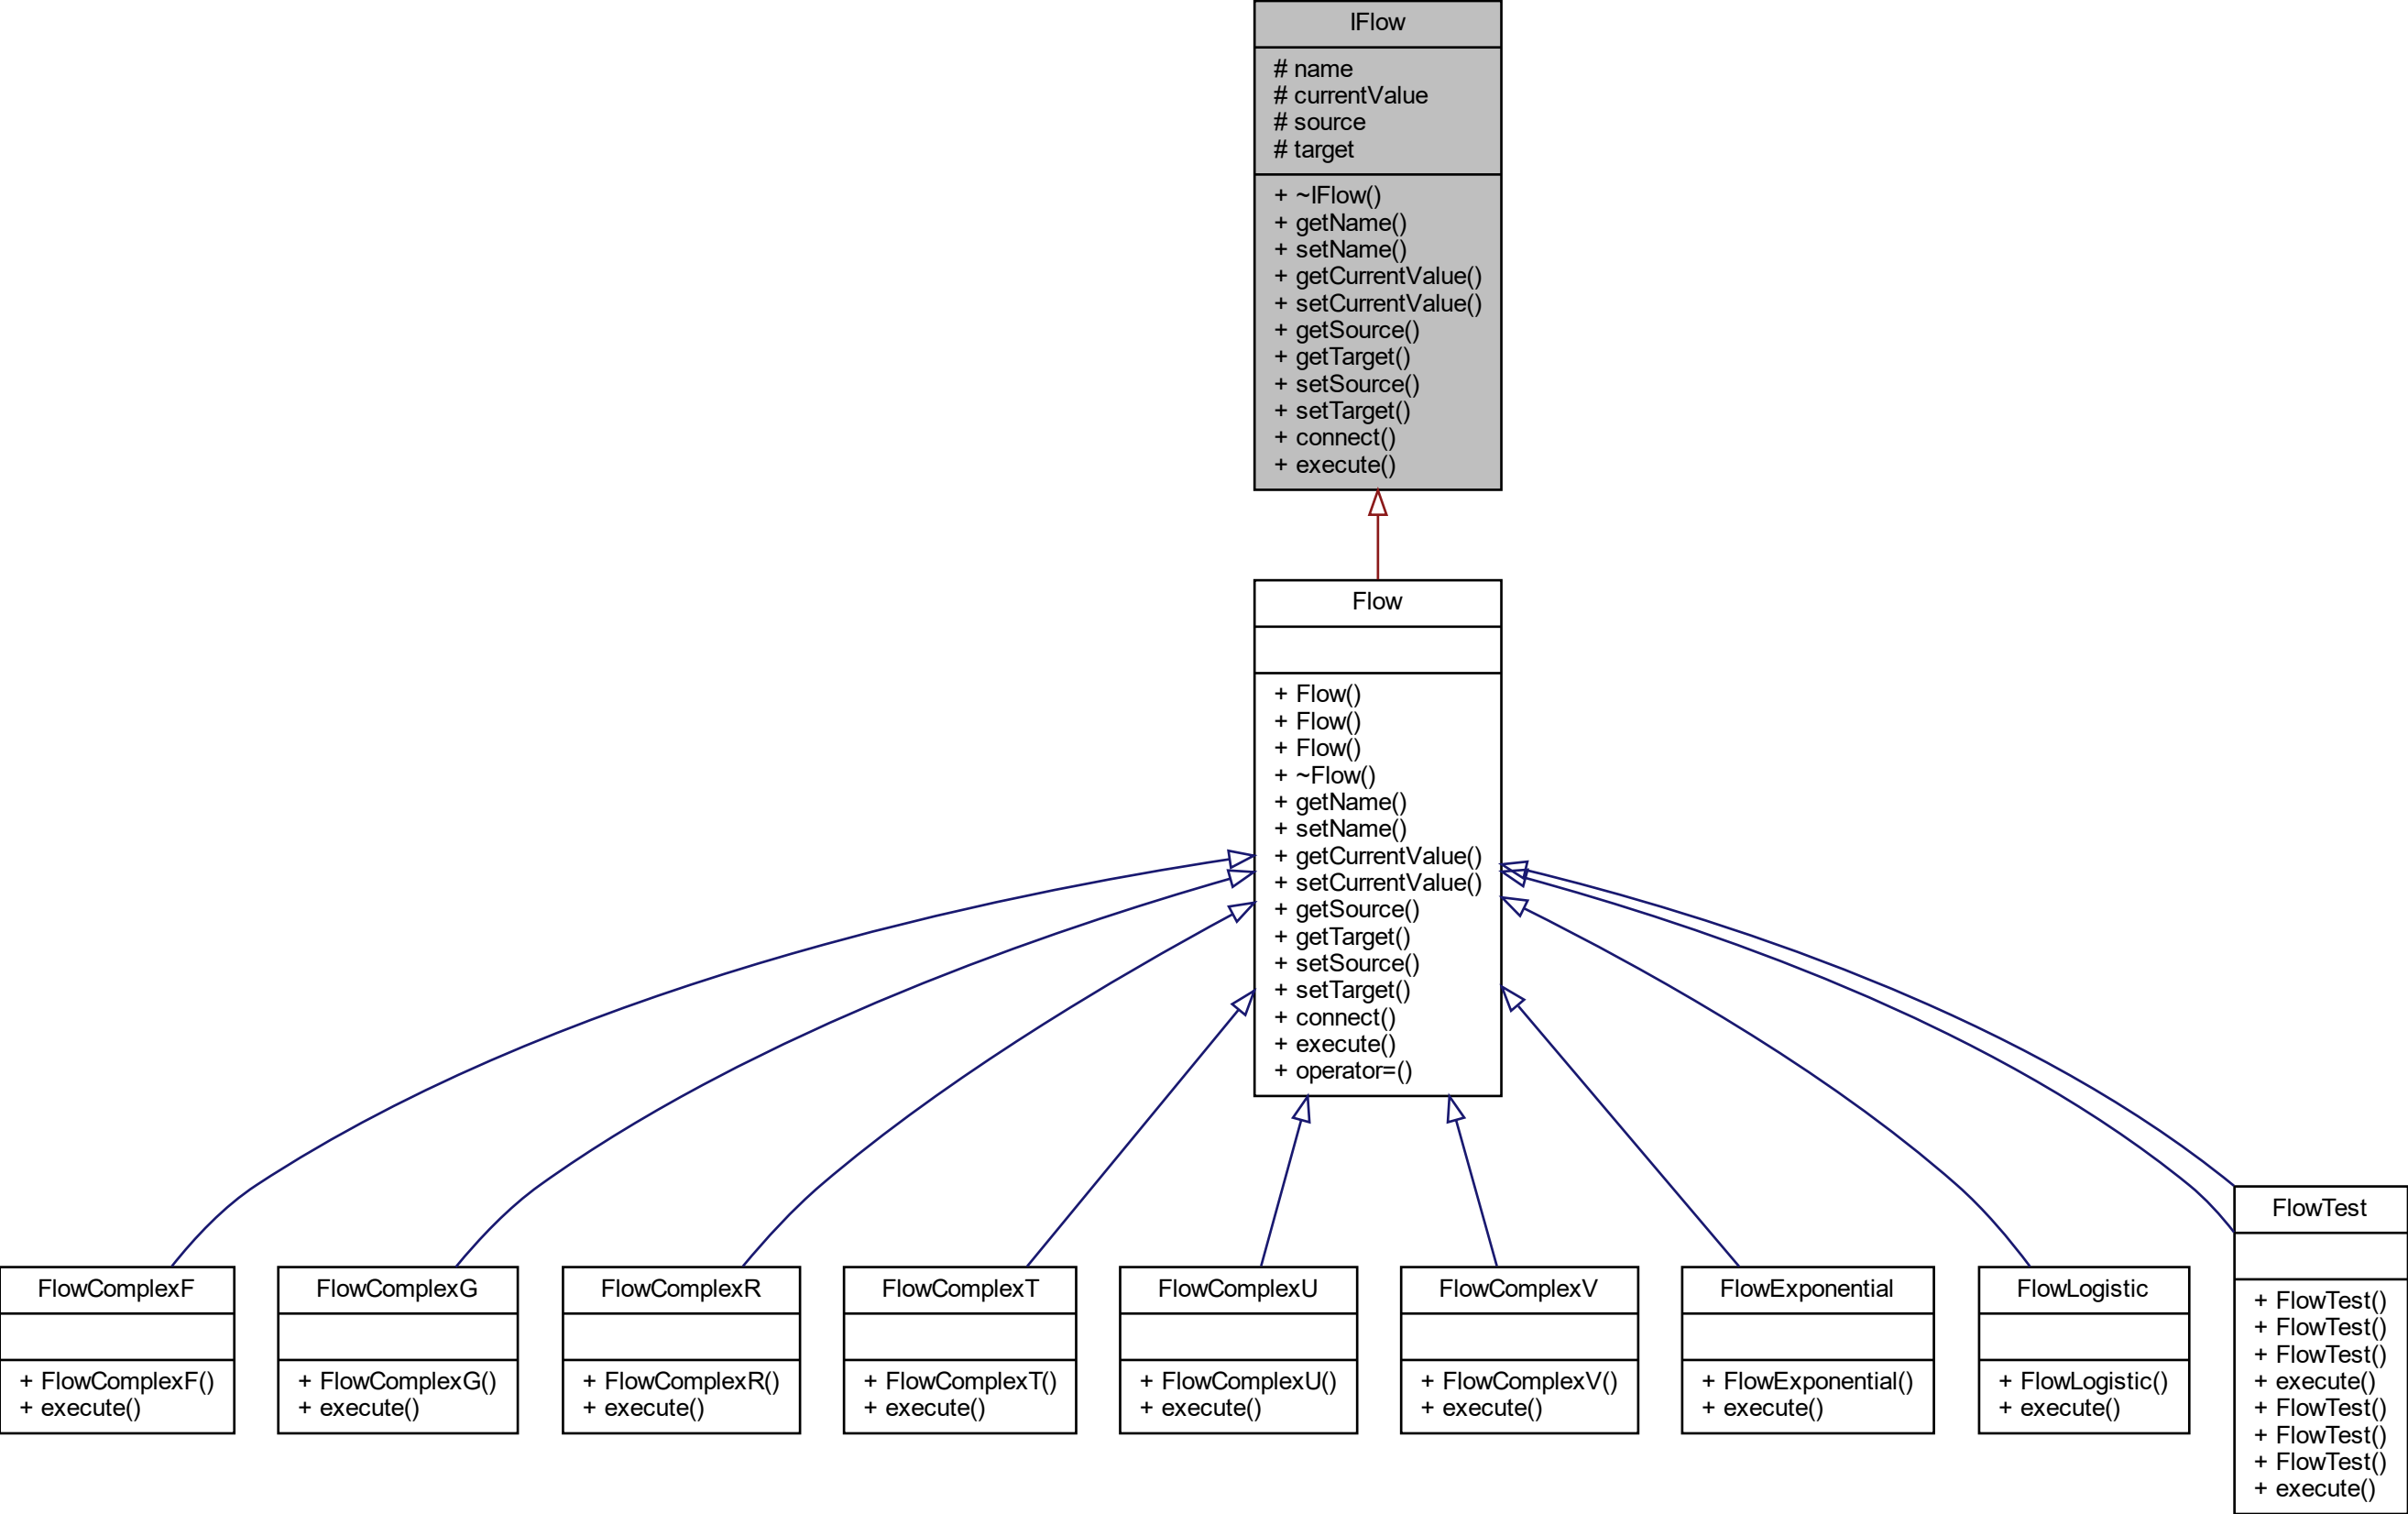 IFlow
# name
# currentValue
# source
# target
+ ~IFlow()
+ getName()
+ setName()
+ getCurrentValue()
+ setCurrentValue()
+ getSource()
+ getTarget()
+ setSource()
+ setTarget()
+ connect()
+ execute()
Flow
+ Flow()
+ Flow()
+ Flow()
+ ~Flow()
+ getName()
+ setName()
+ getCurrentValue()
+ setCurrentValue()
+ getSource()
+ getTarget()
+ setSource()
+ setTarget()
+ connect()
+ execute()
+ operator=()
FlowComplexF
+ FlowComplexF()
+ execute()
FlowComplexG
+ FlowComplexG()
+ execute()
FlowComplexR
+ FlowComplexR()
+ execute()
FlowComplexT
+ FlowComplexT()
+ execute()
FlowComplexU
+ FlowComplexU()
+ execute()
FlowComplexV
+ FlowComplexV()
+ execute()
FlowExponential
+ FlowExponential()
+ execute()
FlowLogistic
+ FlowLogistic()
+ execute()
FlowTest
+ FlowTest()
+ FlowTest()
+ FlowTest()
+ execute()
+ FlowTest()
+ FlowTest()
+ FlowTest()
+ execute()